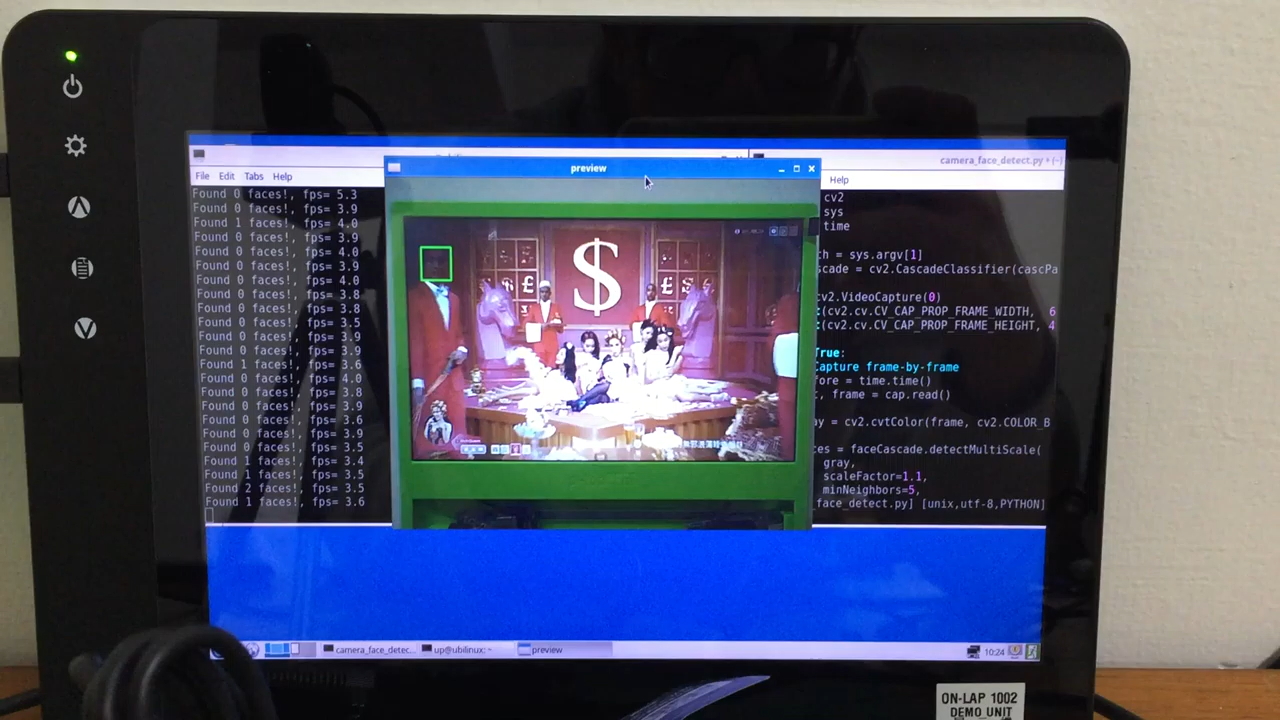 camera_face_detect.py + (~)
preview
File Edit Tabs Help
Help
Found 0 faces!, fps= 5.3
Found 0 faces!, fps= 3.9
Found 1 faces!, fps= 4.0
Found 0 faces!, fps= 3.9
Found 0 faces!, fps= 4.0
Found 0 faces!, fps= 3.9
Found 0 faces!, fps= 4.0
Found 0 faces!, fps= 3.8
Found 0 faces!, fps= 3.8
Found 0 faces!, fps= 3.5
Found 0 faces!, fps= 3.9
Found 0 faces!, fps= 3.9
Found 1 faces!, fps= 3.6
Found 0 faces!, fps= 4.0
Found 0 faces!, fps= 3.8
Found 0 faces!, fps= 3.9
Found 0 faces!, fps= 3.6
Found 0 faces!, fps= 3.9
Found 0 faces!, fps= 3.5
Found 1 faces!, fps= 3.4
Found 1 faces!, fps= 3.5
Found 2 faces!, fps= 3.5
Found 1 faces!, fps= 3.6
$
£ £
cv2
sys
time
th = sys.argv[1]
scade = cv2.CascadeClassifier(cascPa
cv2.VideoCapture(0)
t(cv2.cv.CV_CAP_PROP_FRAME_WIDTH, 6
t(cv2.cv.CV_CAP_PROP_FRAME_HEIGHT, 4
True:
Capture frame-by-frame
fore = time.time()
t, frame = cap.read()
ay = cv2.cvtColor(frame, cv2.COLOR_B
ces = faceCascade.detectMultiScale(
gray,
scaleFactor=1.1,
minNeighbors=5,
_face_detect.py] [unix,utf-8,PYTHON]
camera_face_detec... up@ubilinux: ~ preview 10:24
ON-LAP 1002
DEMO UNIT